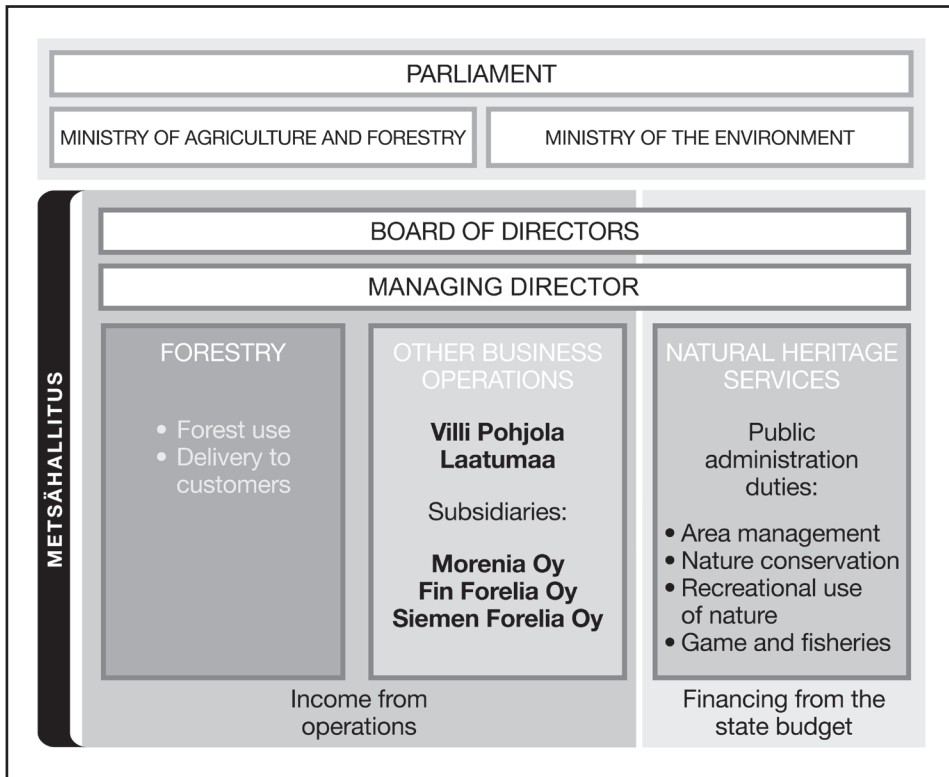 PARLIAMENT
MINISTRY OF AGRICULTURE AND FORESTRY
MINISTRY OF THE ENVIRONMENT
METSÄHALLITUS
BOARD OF DIRECTORS
MANAGING DIRECTOR
FORESTRY
• Forest use
• Delivery to
customers
OTHER BUSINESS
OPERATIONS
Villi Pohjola
Laatumaa
Subsidiaries:
Morenia Oy
Fin Forelia Oy
Siemen Forelia Oy
NATURAL HERITAGE
SERVICES
Public
administration
duties:
• Area management
• Nature conservation
• Recreational use
of nature
• Game and fisheries
Income from
operations
Financing from the
state budget